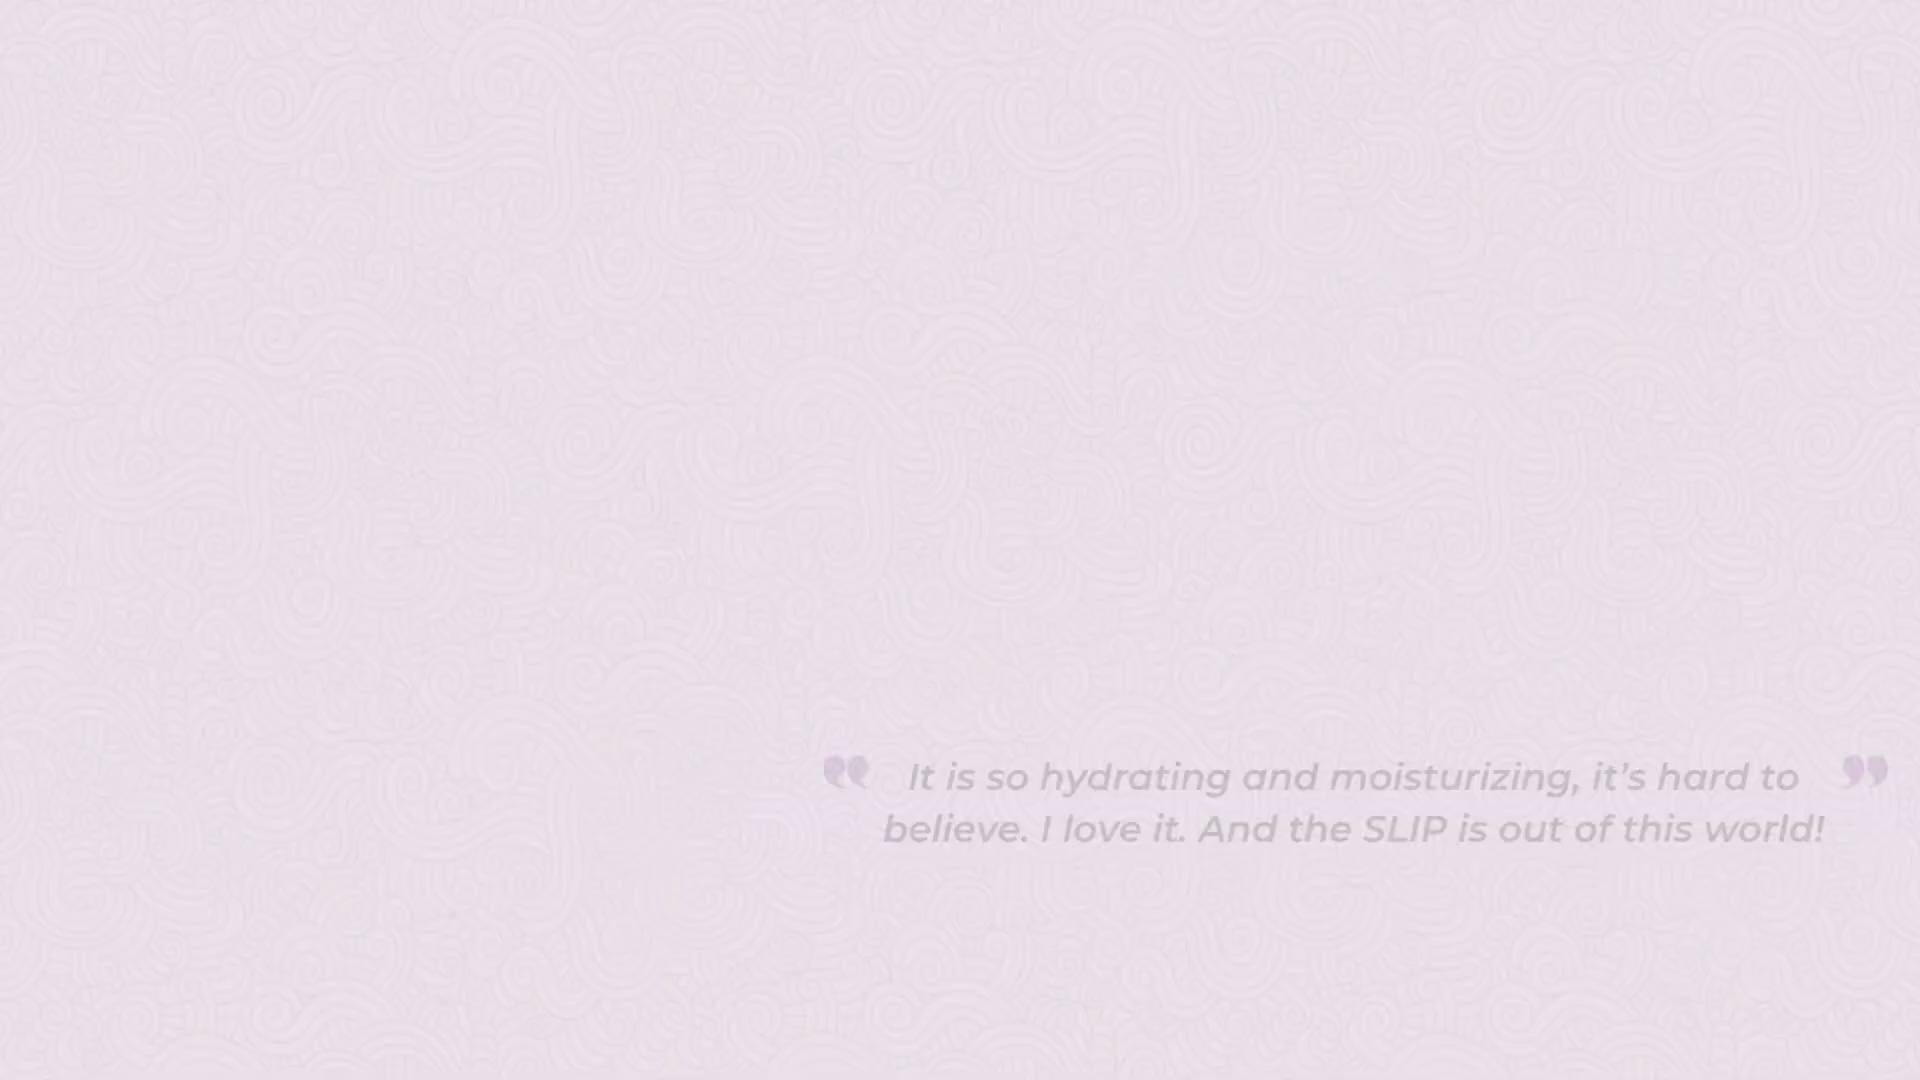 ❝ It is so hydrating and moisturizing, it’s hard to ❞
believe. I love it. And the SLIP is out of this world!